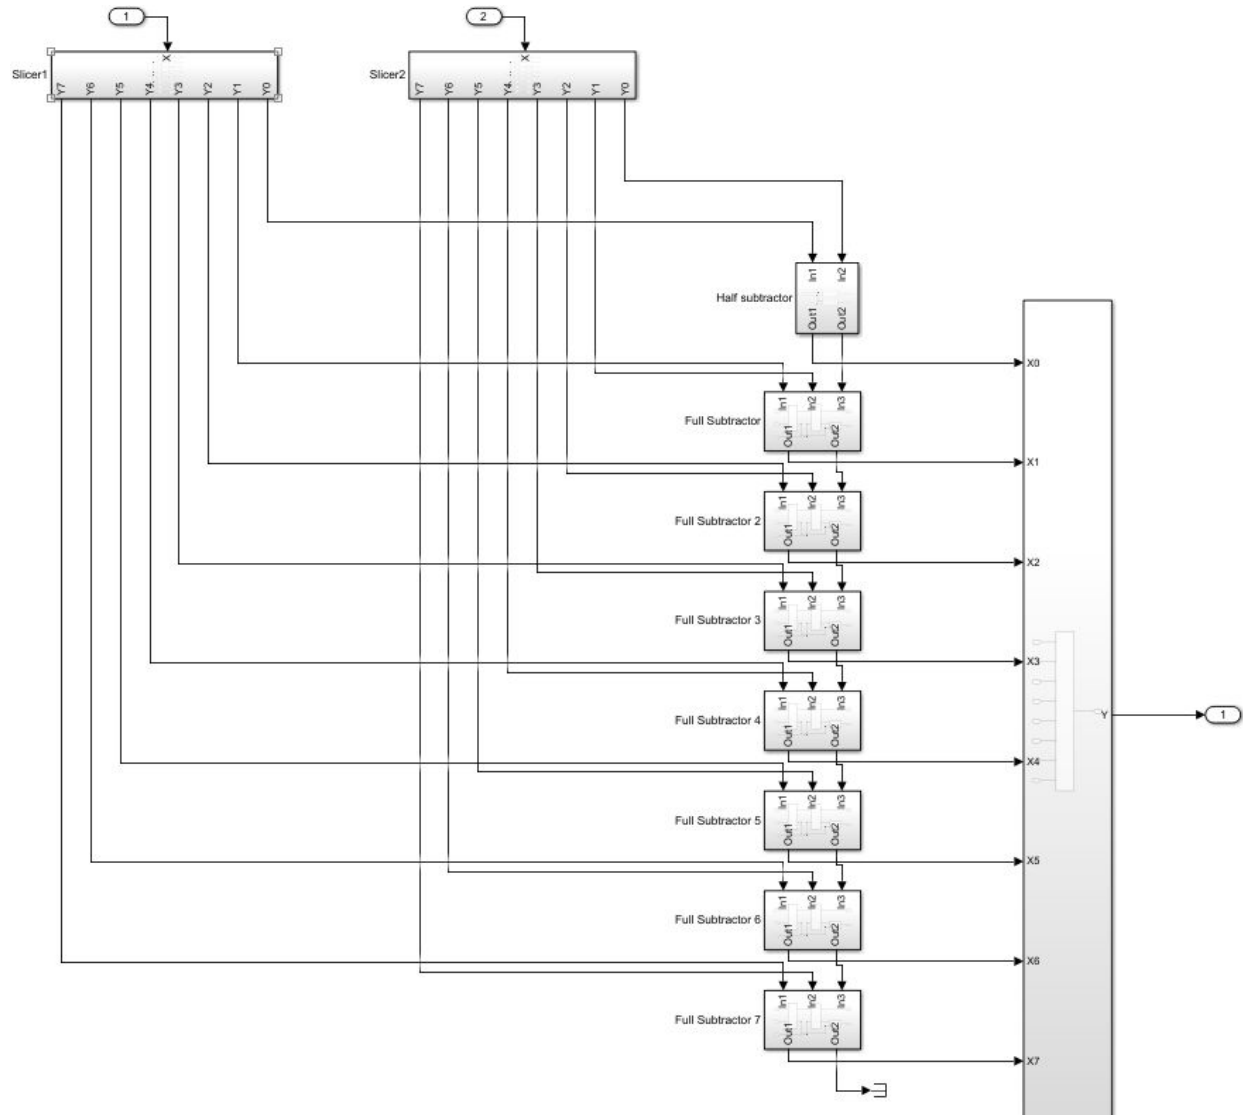 1
2
X
X
Slicer1
Y7 Y6 Y5 Y4 Y3 Y2 Y1 Y0
Slicer2
Y7 Y6 Y5 Y4 Y3 Y2 Y1 Y0
In1 In2
Half subtractor
Out1 Out2
X0
In1 In2 In3
Full Subtractor
Out1 Out2
X1
In1 In2 In3
Full Subtractor 2
Out1 Out2
X2
In1 In2 In3
Full Subtractor 3
Out1 Out2
X3
In1 In2 In3
Full Subtractor 4
Out1 Out2
Y
1
X4
In1 In2 In3
Full Subtractor 5
Out1 Out2
X5
In1 In2 In3
Full Subtractor 6
Out1 Out2
X6
In1 In2 In3
Full Subtractor 7
Out1 Out2
X7